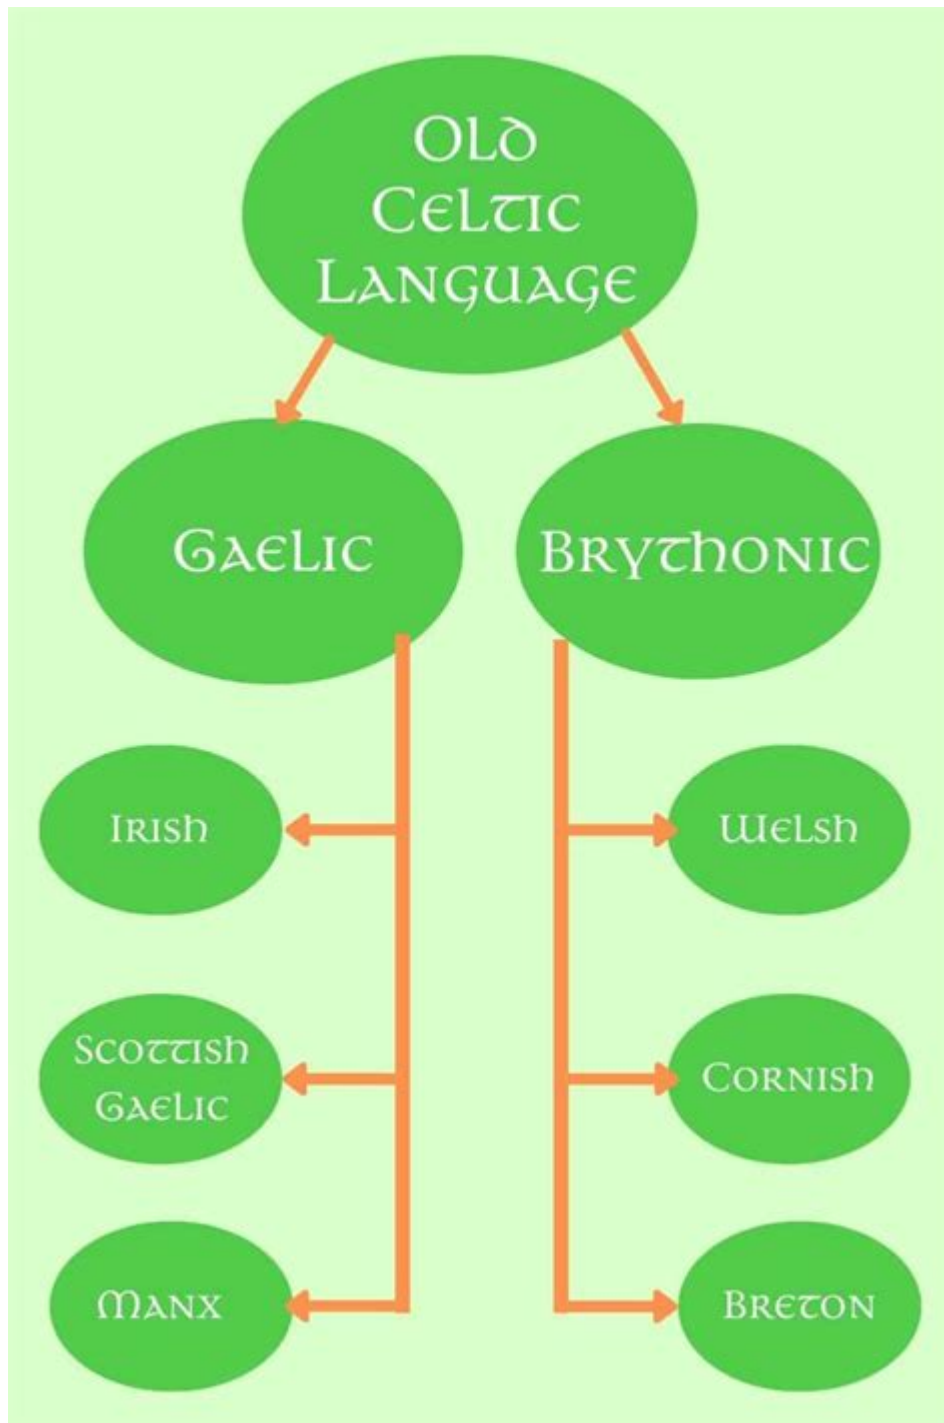 Old
Celtic
Language
Gaelic
Brythonic
Irish
Welsh
Scottish
Gaelic
Cornish
Manx
Breton